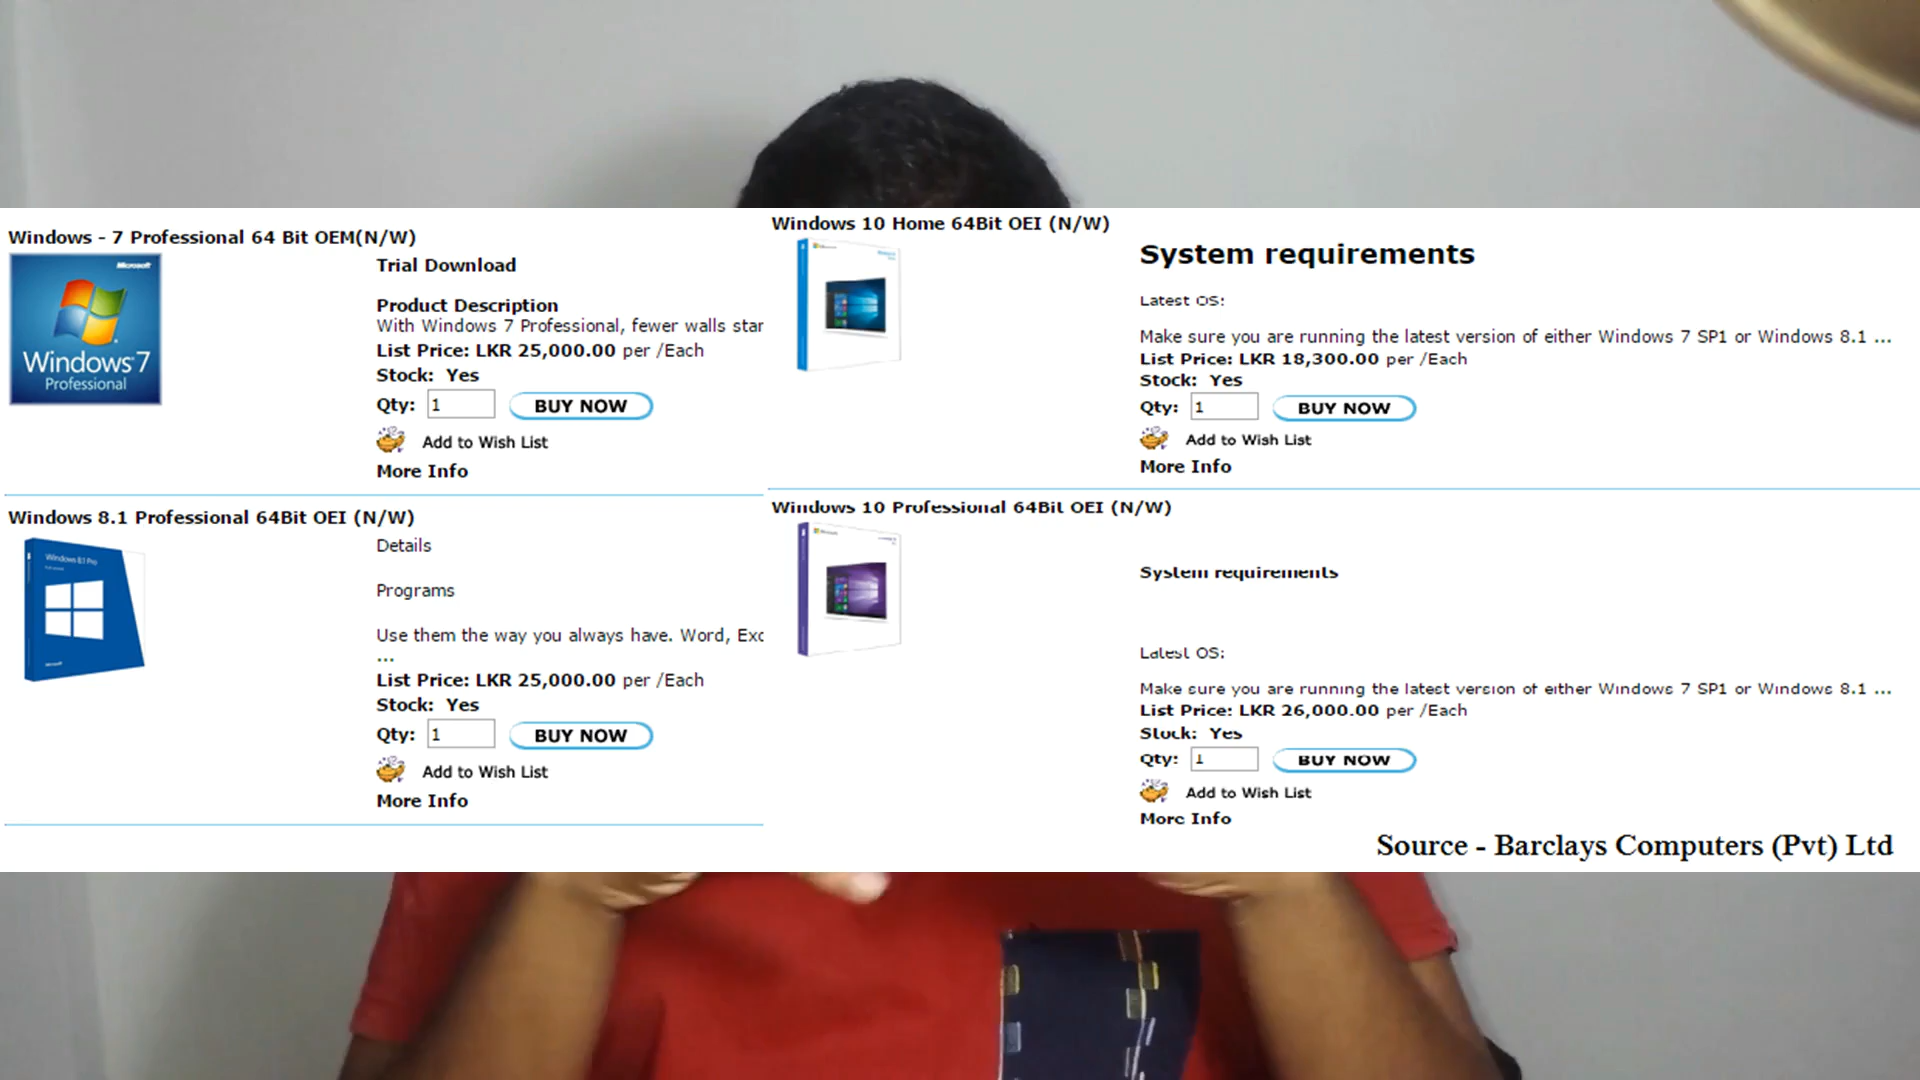 Windows - 7 Professional 64 Bit OEM(N/W)
Microsoft
Windows 7
Professional
Trial Download
Product Description
With Windows 7 Professional, fewer walls star
List Price: LKR 25,000.00 per /Each
Stock: Yes
Qty: 1 BUY NOW
Add to Wish List
More Info
Windows 8.1 Professional 64Bit OEI (N/W)
Windows 8.1 Pro
Details
Programs
Use them the way you always have. Word, Exc
...
List Price: LKR 25,000.00 per /Each
Stock: Yes
Qty: 1 BUY NOW
Add to Wish List
More Info
Windows 10 Home 64Bit OEI (N/W)
System requirements
Latest OS:
Make sure you are running the latest version of either Windows 7 SP1 or Windows 8.1 ...
List Price: LKR 18,300.00 per /Each
Stock: Yes
Qty: 1 BUY NOW
Add to Wish List
More Info
Windows 10 Professional 64Bit OEI (N/W)
System requirements
Latest OS:
Make sure you are running the latest version of either Windows 7 SP1 or Windows 8.1 ...
List Price: LKR 26,000.00 per /Each
Stock: Yes
Qty: 1 BUY NOW
Add to Wish List
More Info
Source - Barclays Computers (Pvt) Ltd